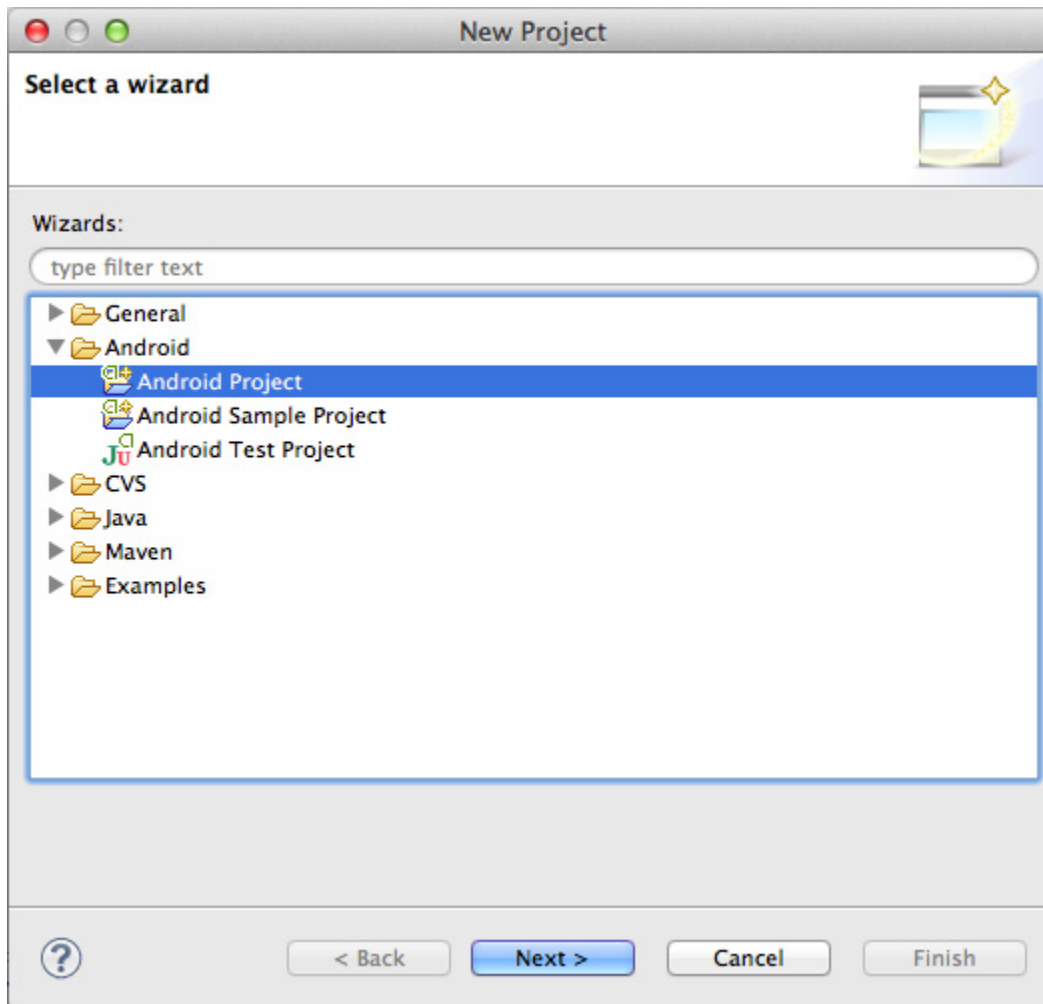 New Project
Select a wizard
Wizards:
type filter text
General
Android
Android Project
Android Sample Project
Android Test Project
CVS
Java
Maven
Examples
? < Back Next > Cancel Finish